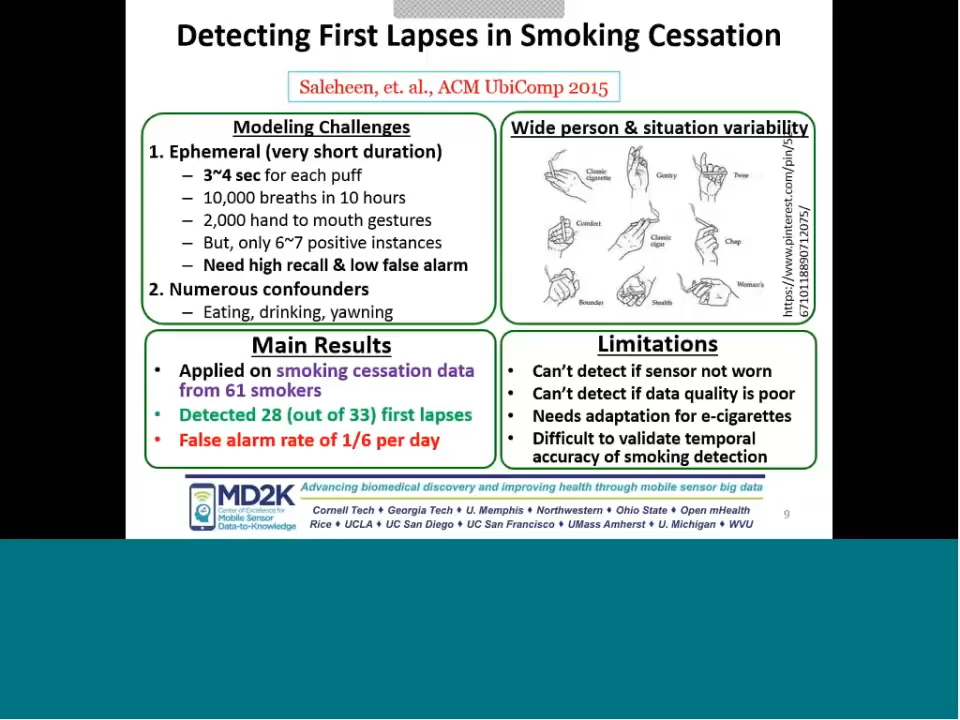 Detecting First Lapses in Smoking Cessation
Saleheen, et. al., ACM UbiComp 2015
Modeling Challenges
1. Ephemeral (very short duration)
– 3~4 sec for each puff
– 10,000 breaths in 10 hours
– 2,000 hand to mouth gestures
– But, only 6~7 positive instances
– Need high recall & low false alarm
2. Numerous confounders
– Eating, drinking, yawning
Wide person & situation variability
Classic
cigarette
Gentry
Comfort
Classic
cigar
Chap
Stealth
Woman's
https://www.pinterest.com/pin/5
6710118890712075/
Main Results
• Applied on smoking cessation data
from 61 smokers
• Detected 28 (out of 33) first lapses
• False alarm rate of 1/6 per day
Limitations
• Can't detect if sensor not worn
• Can't detect if data quality is poor
• Needs adaptation for e-cigarettes
• Difficult to validate temporal
accuracy of smoking detection
MD2K
Center of Excellence for
Mobile Sensor
Data-to-Knowledge
Advancing biomedical discovery and improving health through mobile sensor big data
Cornell Tech ♦ Georgia Tech ♦ U. Memphis ♦ Northwestern ♦ Ohio State ♦ Open mHealth
Rice ♦ UCLA ♦ UC San Diego ♦ UC San Francisco ♦ UMass Amherst ♦ U. Michigan ♦ WVU
9